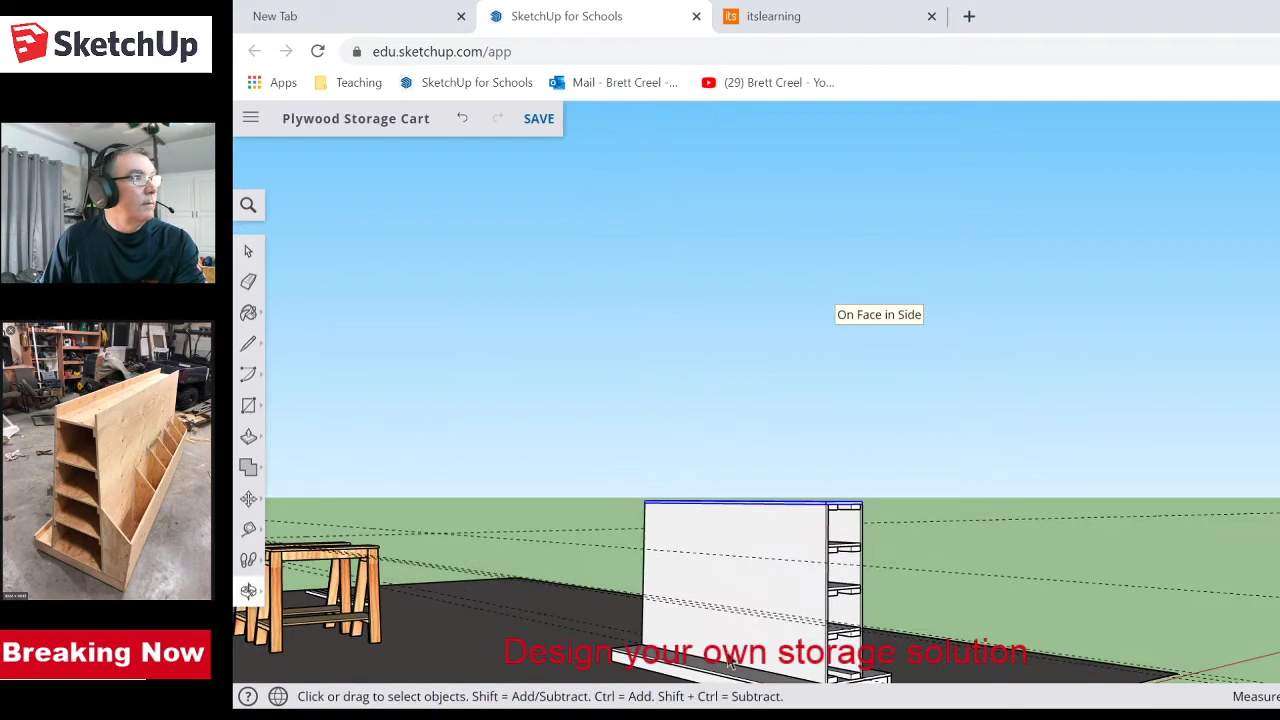 SketchUp
New Tab
SketchUp for Schools
its
itslearning
edu.sketchup.com/app
Apps
Teaching
SketchUp for Schools
Mail - Brett Creel -...
(29) Brett Creel - Yo...
Plywood Storage Cart
SAVE
On Face in Side
Design your own storage solution
Breaking Now
Click or drag to select objects. Shift = Add/Subtract. Ctrl = Add. Shift + Ctrl = Subtract.
Measure